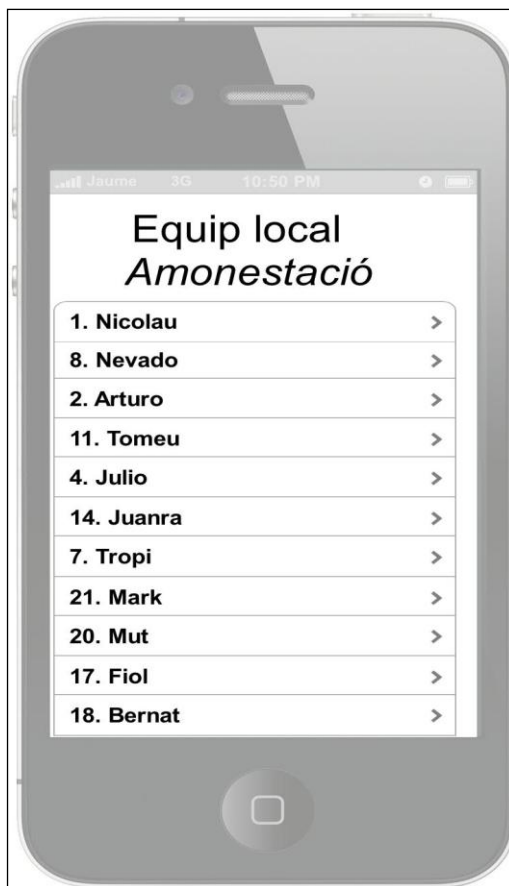 Jaume 3G 10:50 PM
Equip local
Amonestació
1. Nicolau
8. Nevado
2. Arturo
11. Tomeu
4. Julio
14. Juanra
7. Tropi
21. Mark
20. Mut
17. Fiol
18. Bernat